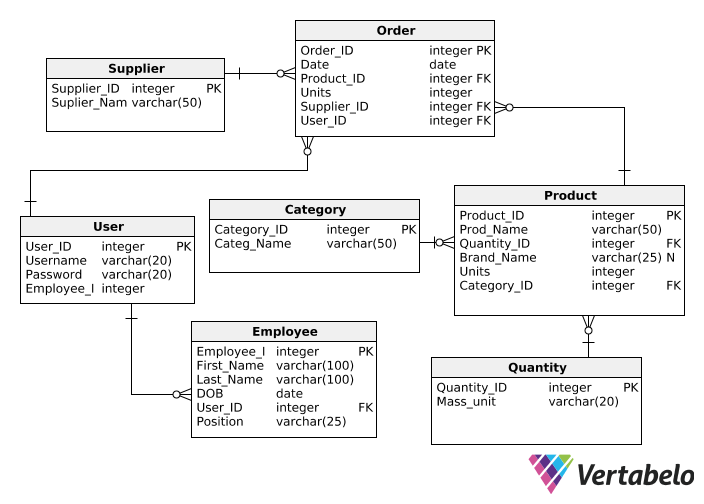 Order
Order_ID integer PK
Date date
Product_ID integer FK
Units integer
Supplier_ID integer FK
User_ID integer FK
Supplier
Supplier_ID integer PK
Suplier_Nam varchar(50)
User
User_ID integer PK
Username varchar(20)
Password varchar(20)
Employee_I integer
Category
Category_ID integer PK
Categ_Name varchar(50)
Product
Product_ID integer PK
Prod_Name varchar(50)
Quantity_ID integer FK
Brand_Name varchar(25) N
Units integer
Category_ID integer FK
Employee
Employee_I integer PK
First_Name varchar(100)
Last_Name varchar(100)
DOB date
User_ID integer FK
Position varchar(25)
Quantity
Quantity_ID integer PK
Mass_unit varchar(20)
Vertabelo